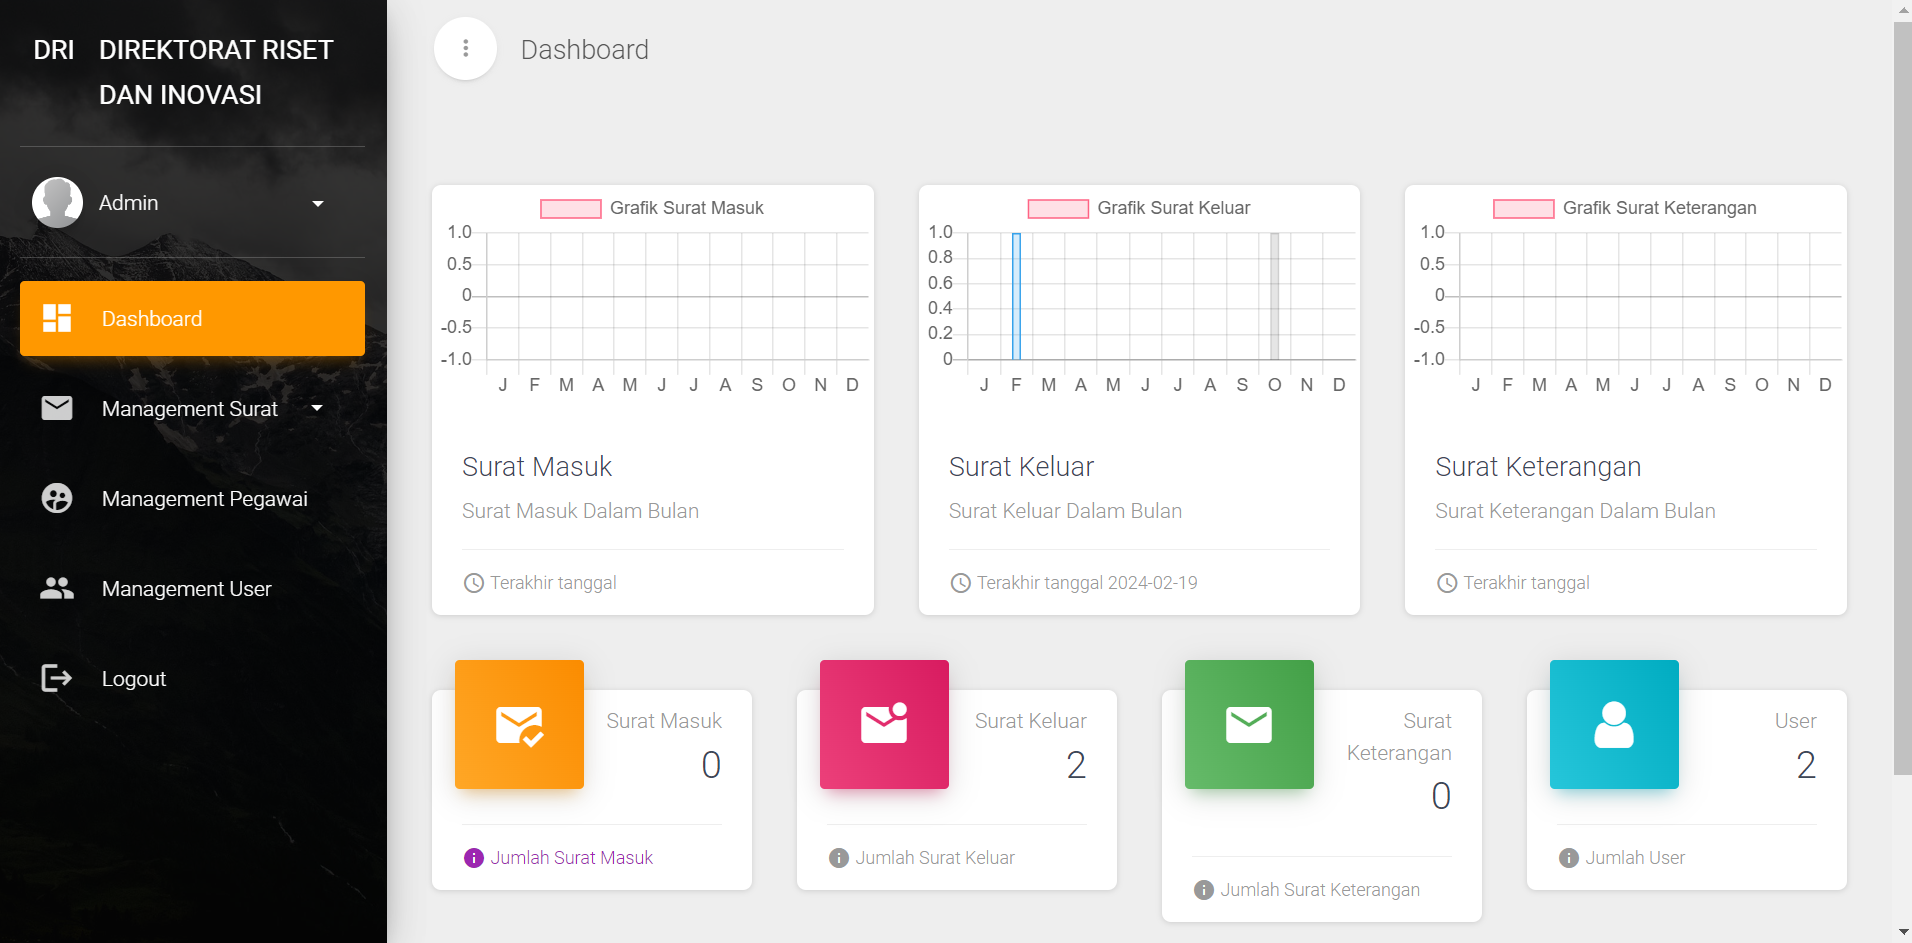 DRI DIREKTORAT RISET
DAN INOVASI
Admin
Dashboard
Management Surat
Management Pegawai
Management User
Logout
Dashboard
Grafik Surat Masuk
1.0
0.5
0
-0.5
-1.0
J F M A M J J A S O N D
Surat Masuk
Surat Masuk Dalam Bulan
Terakhir tanggal
Grafik Surat Keluar
1.0
0.8
0.6
0.4
0.2
0
J F M A M J J A S O N D
Surat Keluar
Surat Keluar Dalam Bulan
Terakhir tanggal 2024-02-19
Grafik Surat Keterangan
1.0
0.5
0
-0.5
-1.0
J F M A M J J A S O N D
Surat Keterangan
Surat Keterangan Dalam Bulan
Terakhir tanggal
Surat Masuk
0
Jumlah Surat Masuk
Surat Keluar
2
Jumlah Surat Keluar
Surat
Keterangan
0
Jumlah Surat Keterangan
User
2
Jumlah User